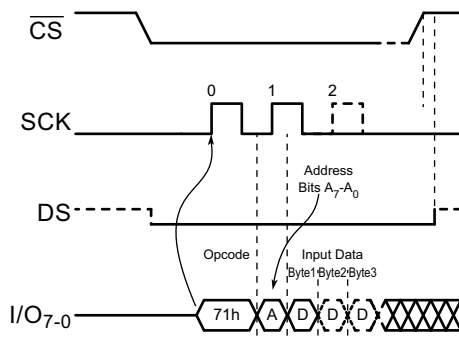 CS
0 1 2
SCK
Address
Bits A7-A0
DS
Opcode Input Data
Byte1 Byte2 Byte3
I/O7-0 71h A D D D